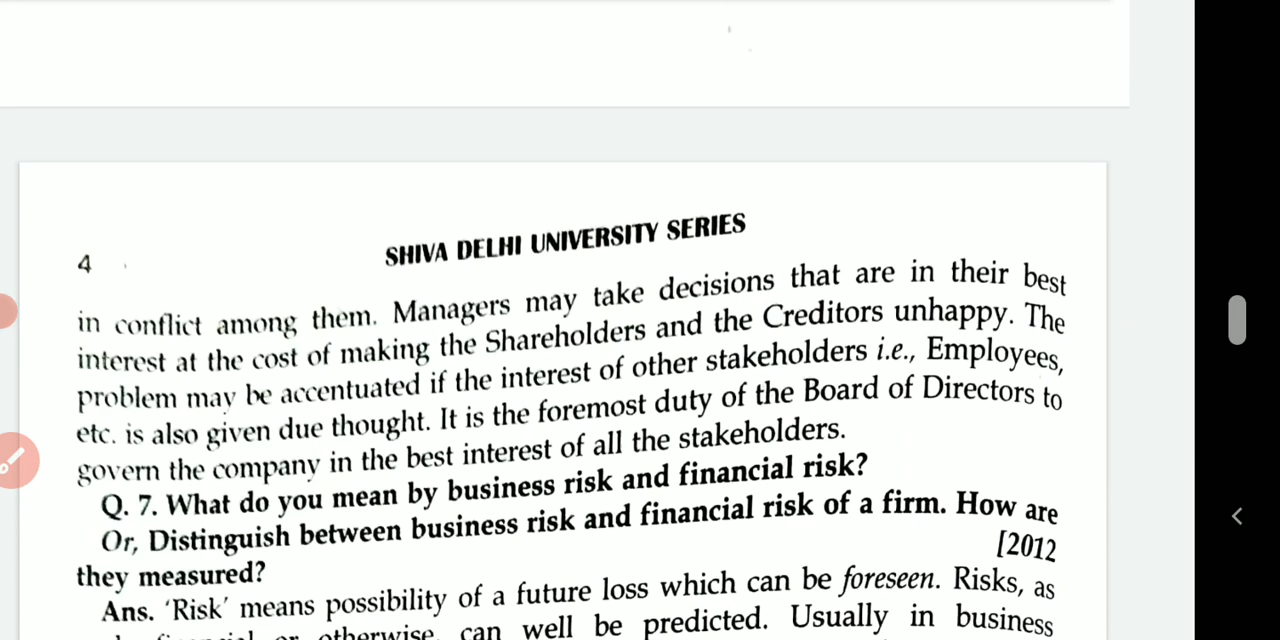 4
SHIVA DELHI UNIVERSITY SERIES
in conflict among them. Managers may take decisions that are in their best
interest at the cost of making the Shareholders and the Creditors unhappy. The
problem may be accentuated if the interest of other stakeholders i.e., Employees,
etc. is also given due thought. It is the foremost duty of the Board of Directors to
govern the company in the best interest of all the stakeholders.
Q. 7. What do you mean by business risk and financial risk?
Or, Distinguish between business risk and financial risk of a firm. How are
they measured? [2012
Ans. 'Risk' means possibility of a future loss which can be foreseen. Risks, as
or otherwise, can well be predicted. Usually in business